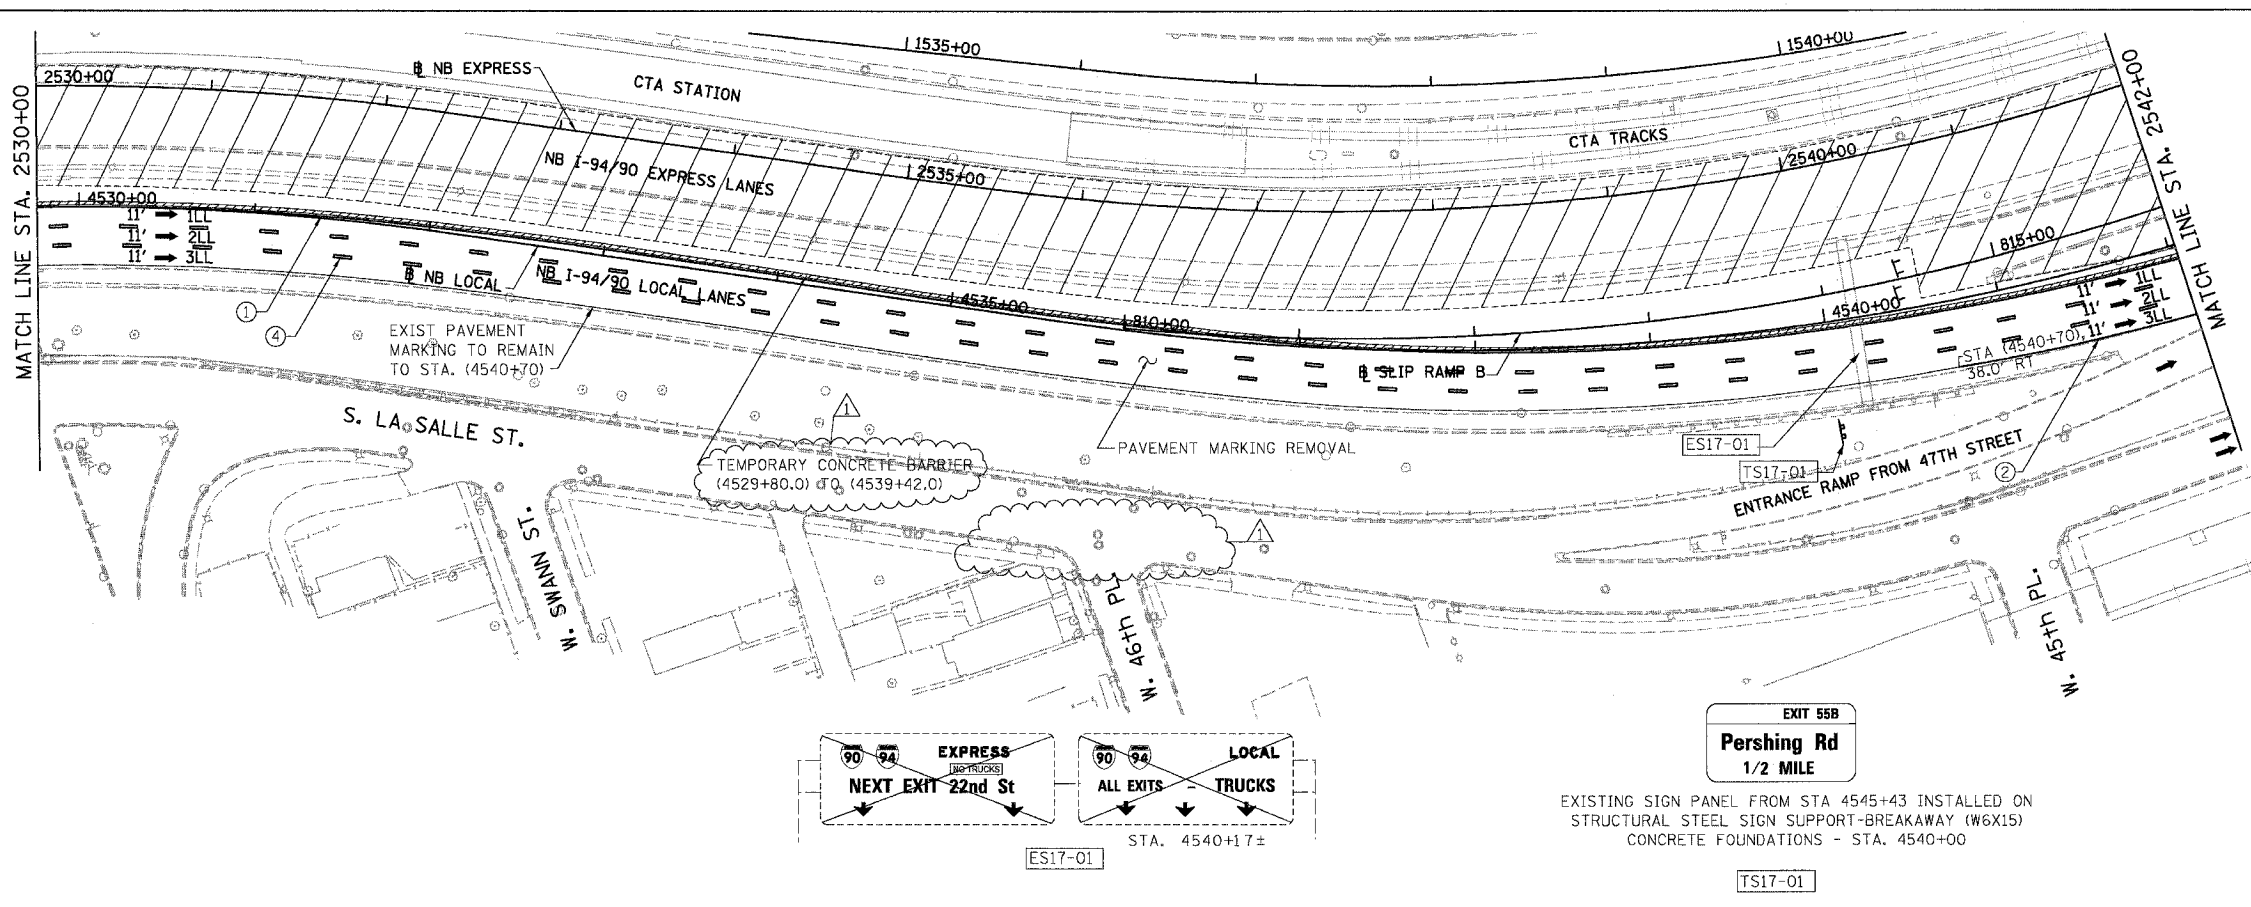 1535+00
1540+00
2530+00
℄ NB EXPRESS
CTA STATION
MATCH LINE STA. 2530+00
MATCH LINE STA. 2542+00
CTA TRACKS
NB I-94/90 EXPRESS LANES
2535+00
2540+00
4530+00
11' 1LL
11' 2LL
11' 3LL
815+00
℄ NB LOCAL
NB I-94/90 LOCAL LANES
4535+00
810+00
4540+00
11' 1LL
11' 2LL
11' 3LL
1
4
EXIST PAVEMENT
MARKING TO REMAIN
TO STA. (4540+70)
℄ SLIP RAMP B
STA (4540+70),
38.0' RT
S. LA SALLE ST.
1
TEMPORARY CONCRETE BARRIER
(4529+80.0) TO (4539+42.0)
PAVEMENT MARKING REMOVAL
ES17-01
TS17-01
ENTRANCE RAMP FROM 47TH STREET
2
1
W. SWANN ST.
W. 46th PL.
W. 45th PL.
90 94 EXPRESS
NO TRUCKS
NEXT EXIT 22nd St
90 94 LOCAL
ALL EXITS - TRUCKS
STA. 4540+17±
ES17-01
EXIT 55B
Pershing Rd
1/2 MILE
EXISTING SIGN PANEL FROM STA 4545+43 INSTALLED ON
STRUCTURAL STEEL SIGN SUPPORT-BREAKAWAY (W6X15)
CONCRETE FOUNDATIONS - STA. 4540+00
TS17-01